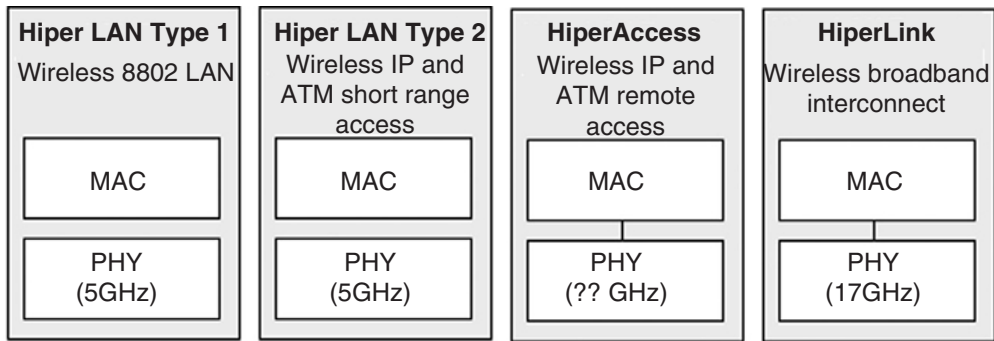 Hiper LAN Type 1
Wireless 8802 LAN
MAC
PHY
(5GHz)
Hiper LAN Type 2
Wireless IP and
ATM short range
access
MAC
PHY
(5GHz)
HiperAccess
Wireless IP and
ATM remote
access
MAC
PHY
(?? GHz)
HiperLink
Wireless broadband
interconnect
MAC
PHY
(17GHz)